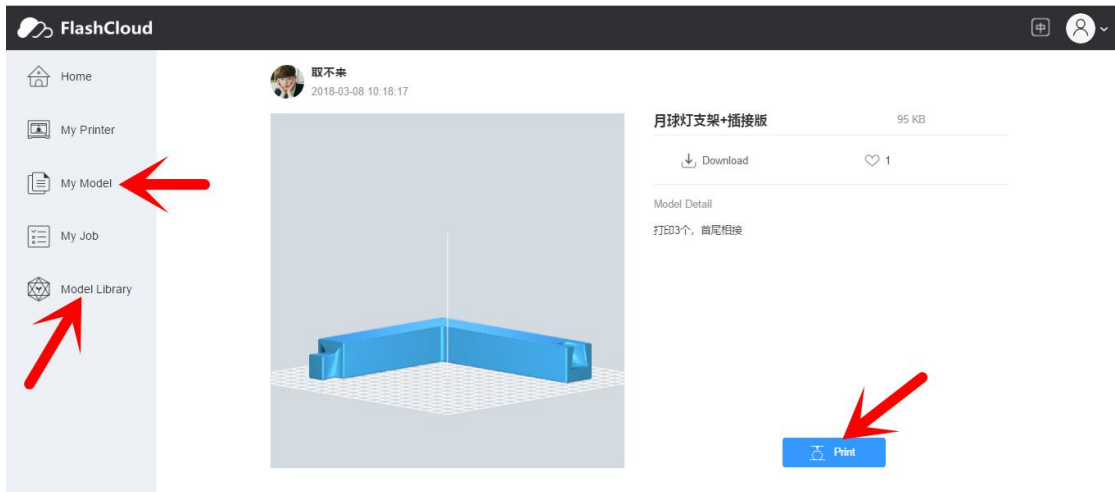 FlashCloud
中
Home
My Printer
My Model
My Job
Model Library
取不来
2018-03-08 10:18:17
月球灯支架+插接版
95 KB
Download
1
Model Detail
打印3个，首尾相接
Print